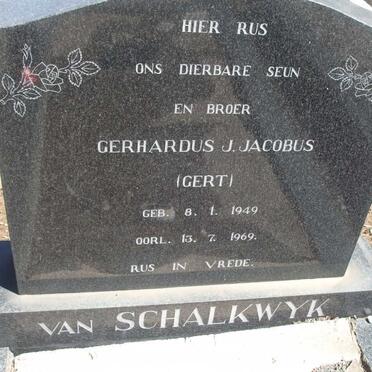 HIER RUS
ONS DIERBARE SEUN
EN BROER
GERHARDUS J. JACOBUS
(GERT)
GEB. 8. 1. 1949
OORL. 13. 7. 1969.
RUS IN VREDE.
VAN SCHALKWYK